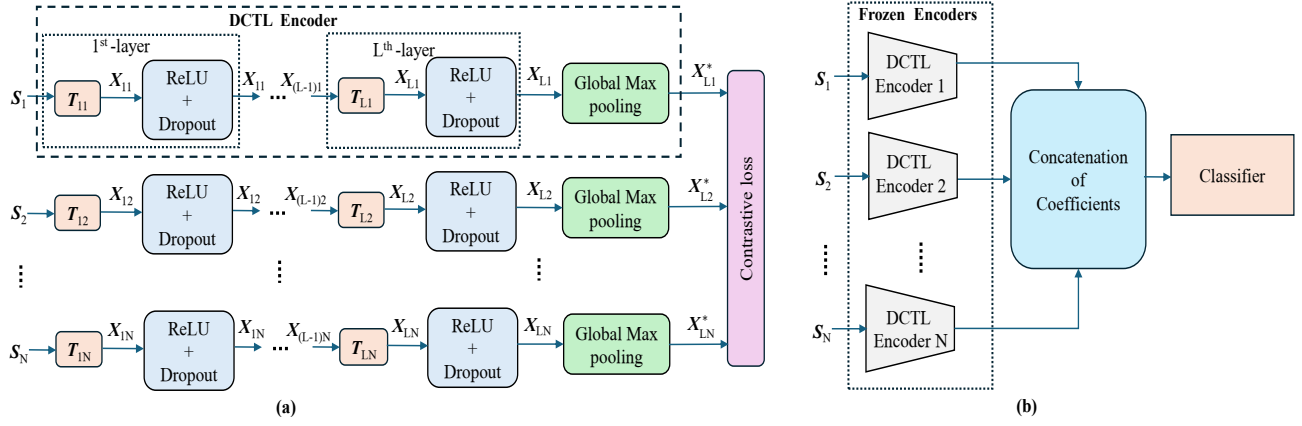 DCTL Encoder
1st-layer
Lth-layer
S1
T11
X11
ReLU
+
Dropout
X11
...
X(L-1)1
TL1
XL1
ReLU
+
Dropout
XL1
Global Max
pooling
X*L1
S2
T12
X12
ReLU
+
Dropout
X12
...
X(L-1)2
TL2
XL2
ReLU
+
Dropout
XL2
Global Max
pooling
X*L2
SN
T1N
X1N
ReLU
+
Dropout
X1N
...
X(L-1)N
TLN
XLN
ReLU
+
Dropout
XLN
Global Max
pooling
X*LN
Contrastive loss
(a)
Frozen Encoders
S1
DCTL
Encoder 1
S2
DCTL
Encoder 2
SN
DCTL
Encoder N
Concatenation
of
Coefficients
Classifier
(b)